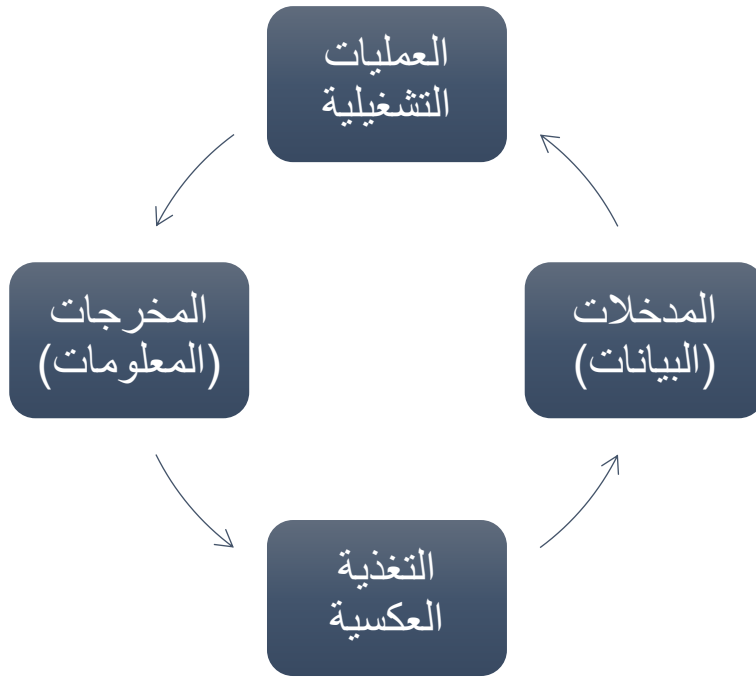 العمليات
التشغيلية
المدخلات
(البيانات)
المخرجات
(المعلومات)
التغذية
العكسية